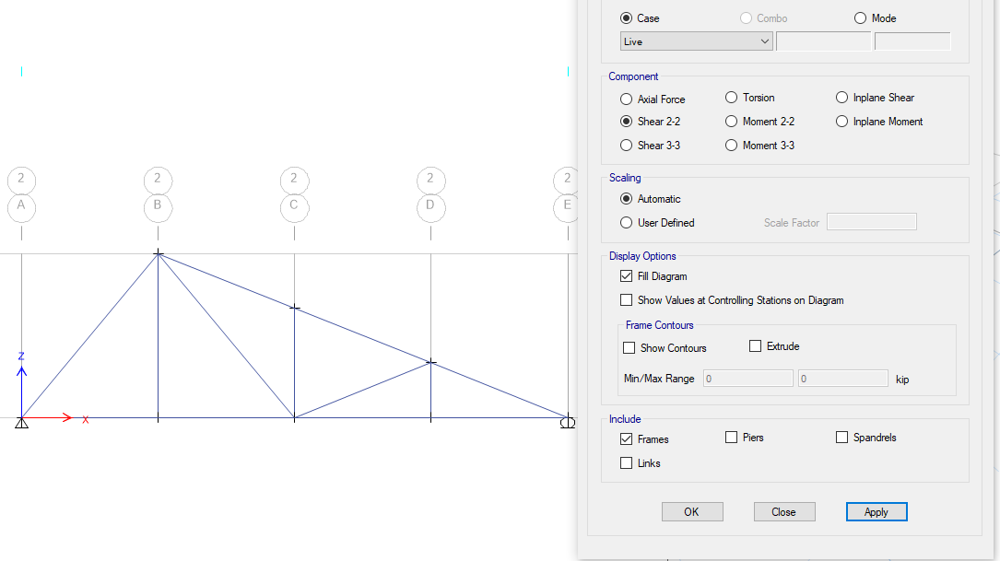 2 2 2 2 2
A B C D E
Z
X
Case Combo Mode
Live
Component
Axial Force Torsion Inplane Shear
Shear 2-2 Moment 2-2 Inplane Moment
Shear 3-3 Moment 3-3
Scaling
Automatic
User Defined Scale Factor
Display Options
Fill Diagram
Show Values at Controlling Stations on Diagram
Frame Contours
Show Contours Extrude
Min/Max Range 0 0 kip
Include
Frames Piers Spandrels
Links
OK Close Apply